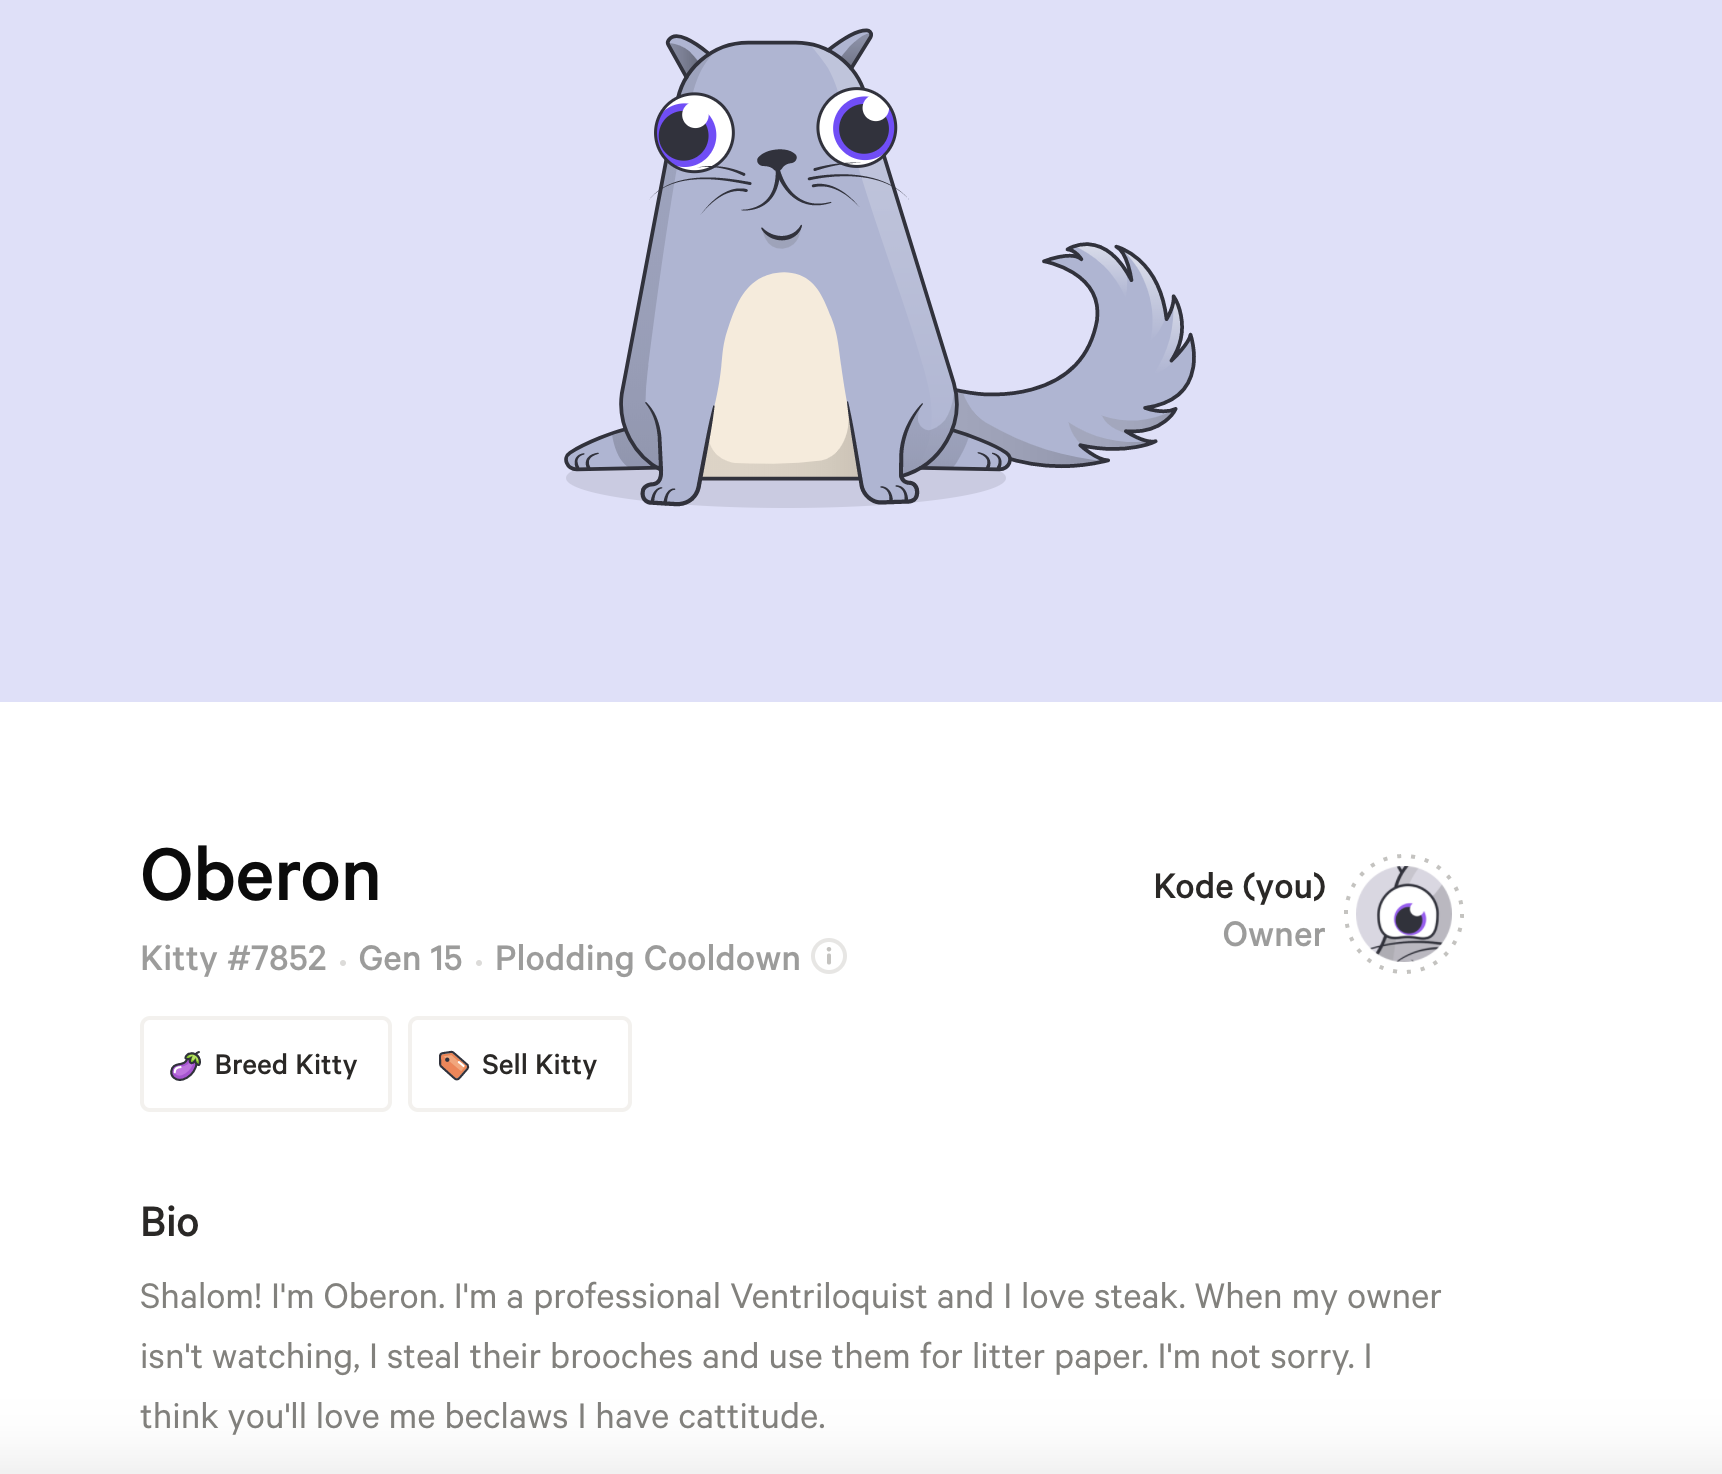 Oberon
Kitty #7852 · Gen 15 · Plodding Cooldown
Kode (you)
Owner
Breed Kitty
Sell Kitty
Bio
Shalom! I'm Oberon. I'm a professional Ventriloquist and I love steak. When my owner
isn't watching, I steal their brooches and use them for litter paper. I'm not sorry. I
think you'll love me beclaws I have cattitude.